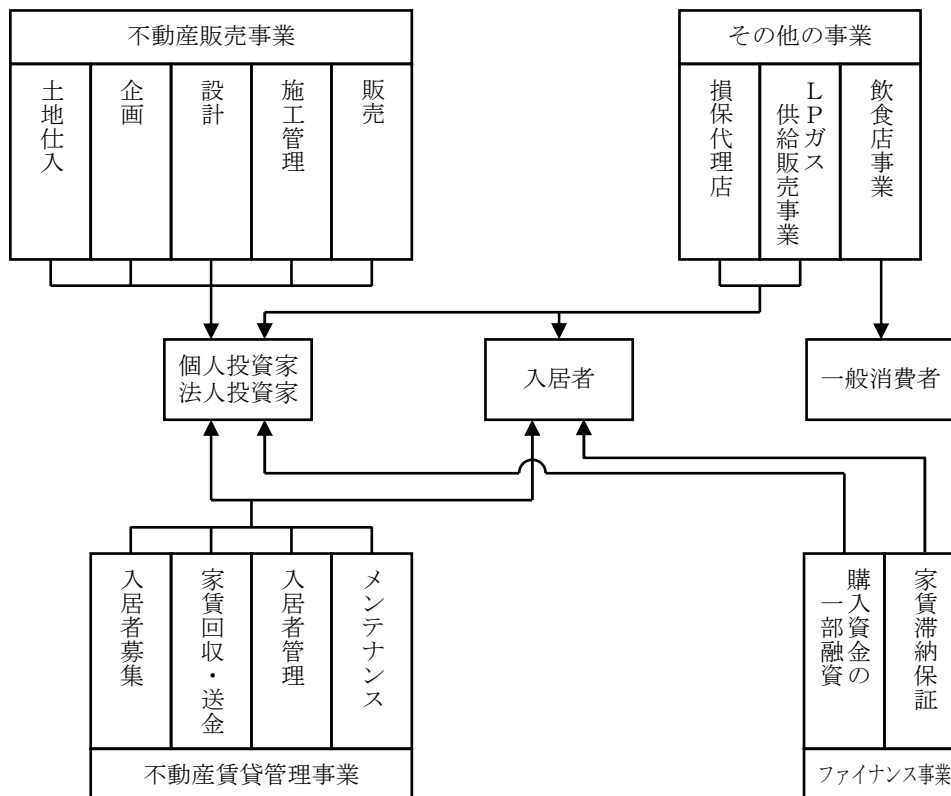 不動産販売事業
土地仕入
企画
設計
施工管理
販売
その他の事業
損保代理店
LPガス
供給販売事業
飲食店事業
個人投資家
法人投資家
入居者
一般消費者
入居者募集
家賃回収・送金
入居者管理
メンテナンス
不動産賃貸管理事業
購入資金の
一部融資
家賃滞納保証
ファイナンス事業